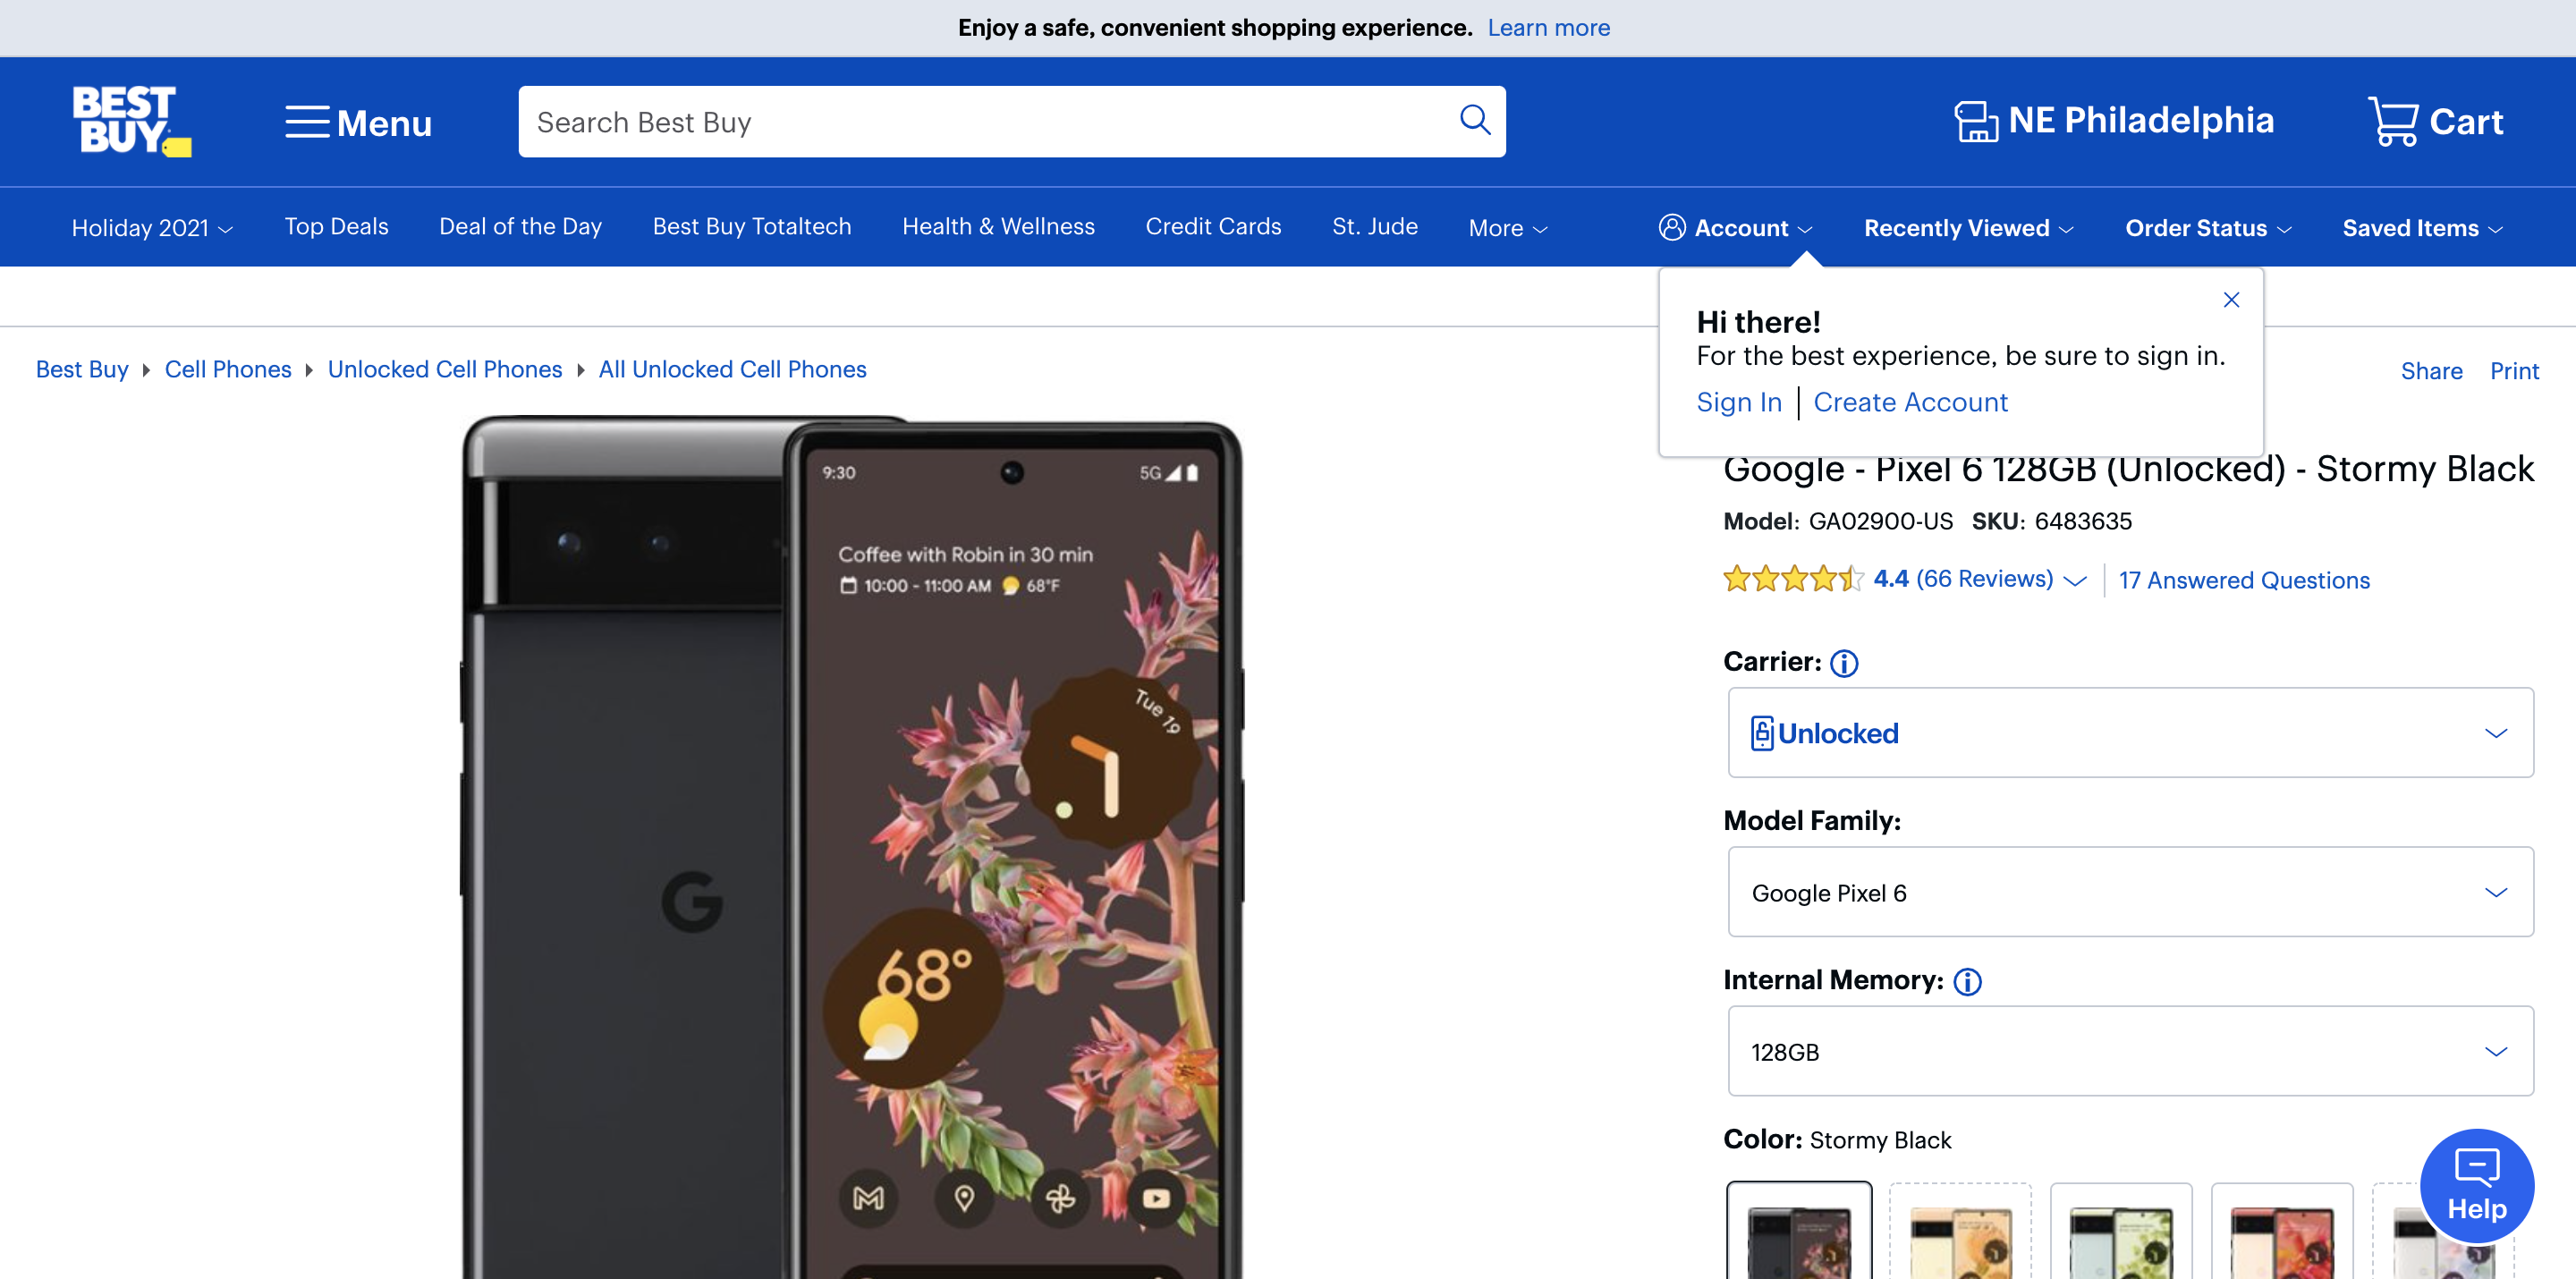 Enjoy a safe, convenient shopping experience. Learn more
BEST
BUY
Menu
Search Best Buy
NE Philadelphia
Cart
Holiday 2021
Top Deals
Deal of the Day
Best Buy Totaltech
Health & Wellness
Credit Cards
St. Jude
More
Account
Recently Viewed
Order Status
Saved Items
Hi there!
For the best experience, be sure to sign in.
Sign In | Create Account
Best Buy
Cell Phones
Unlocked Cell Phones
All Unlocked Cell Phones
Share
Print
9:30
5G
Coffee with Robin in 30 min
10:00 - 11:00 AM 68°F
Tue 19
G
68°
Google - Pixel 6 128GB (Unlocked) - Stormy Black
Model: GA02900-US SKU: 6483635
4.4 (66 Reviews)
17 Answered Questions
Carrier:
Unlocked
Model Family:
Google Pixel 6
Internal Memory:
128GB
Color: Stormy Black
Help